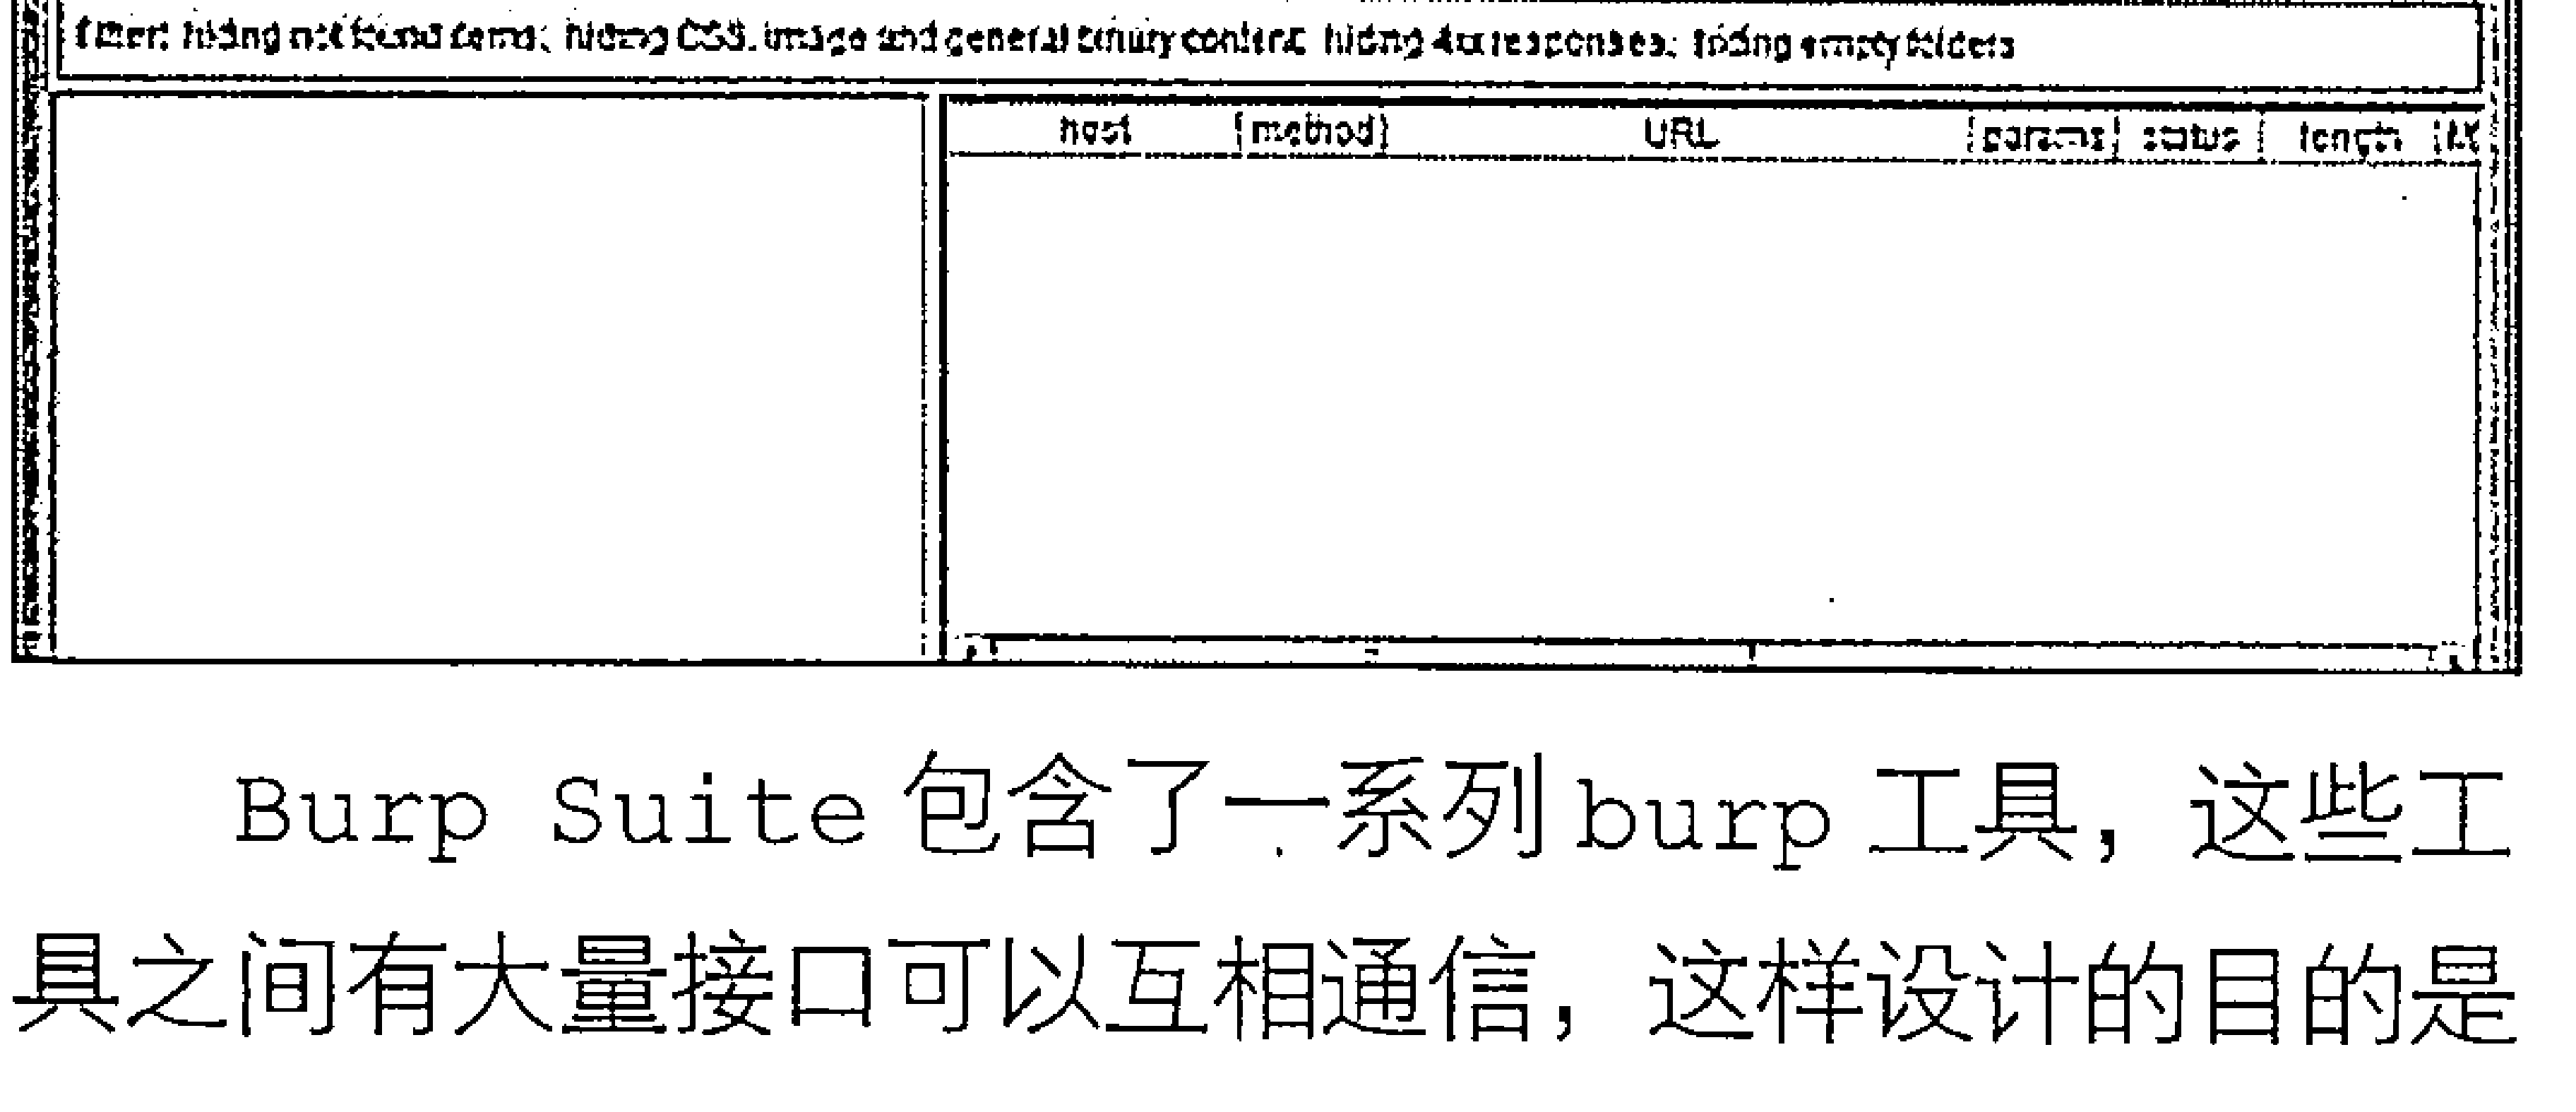 filter: hiding not found items; hiding CSS, image and general binary content; hiding 4xx responses; hiding empty folders
host method URL params status length
Burp Suite 包含了一系列 burp 工具，这些工
具之间有大量接口可以互相通信，这样设计的目的是